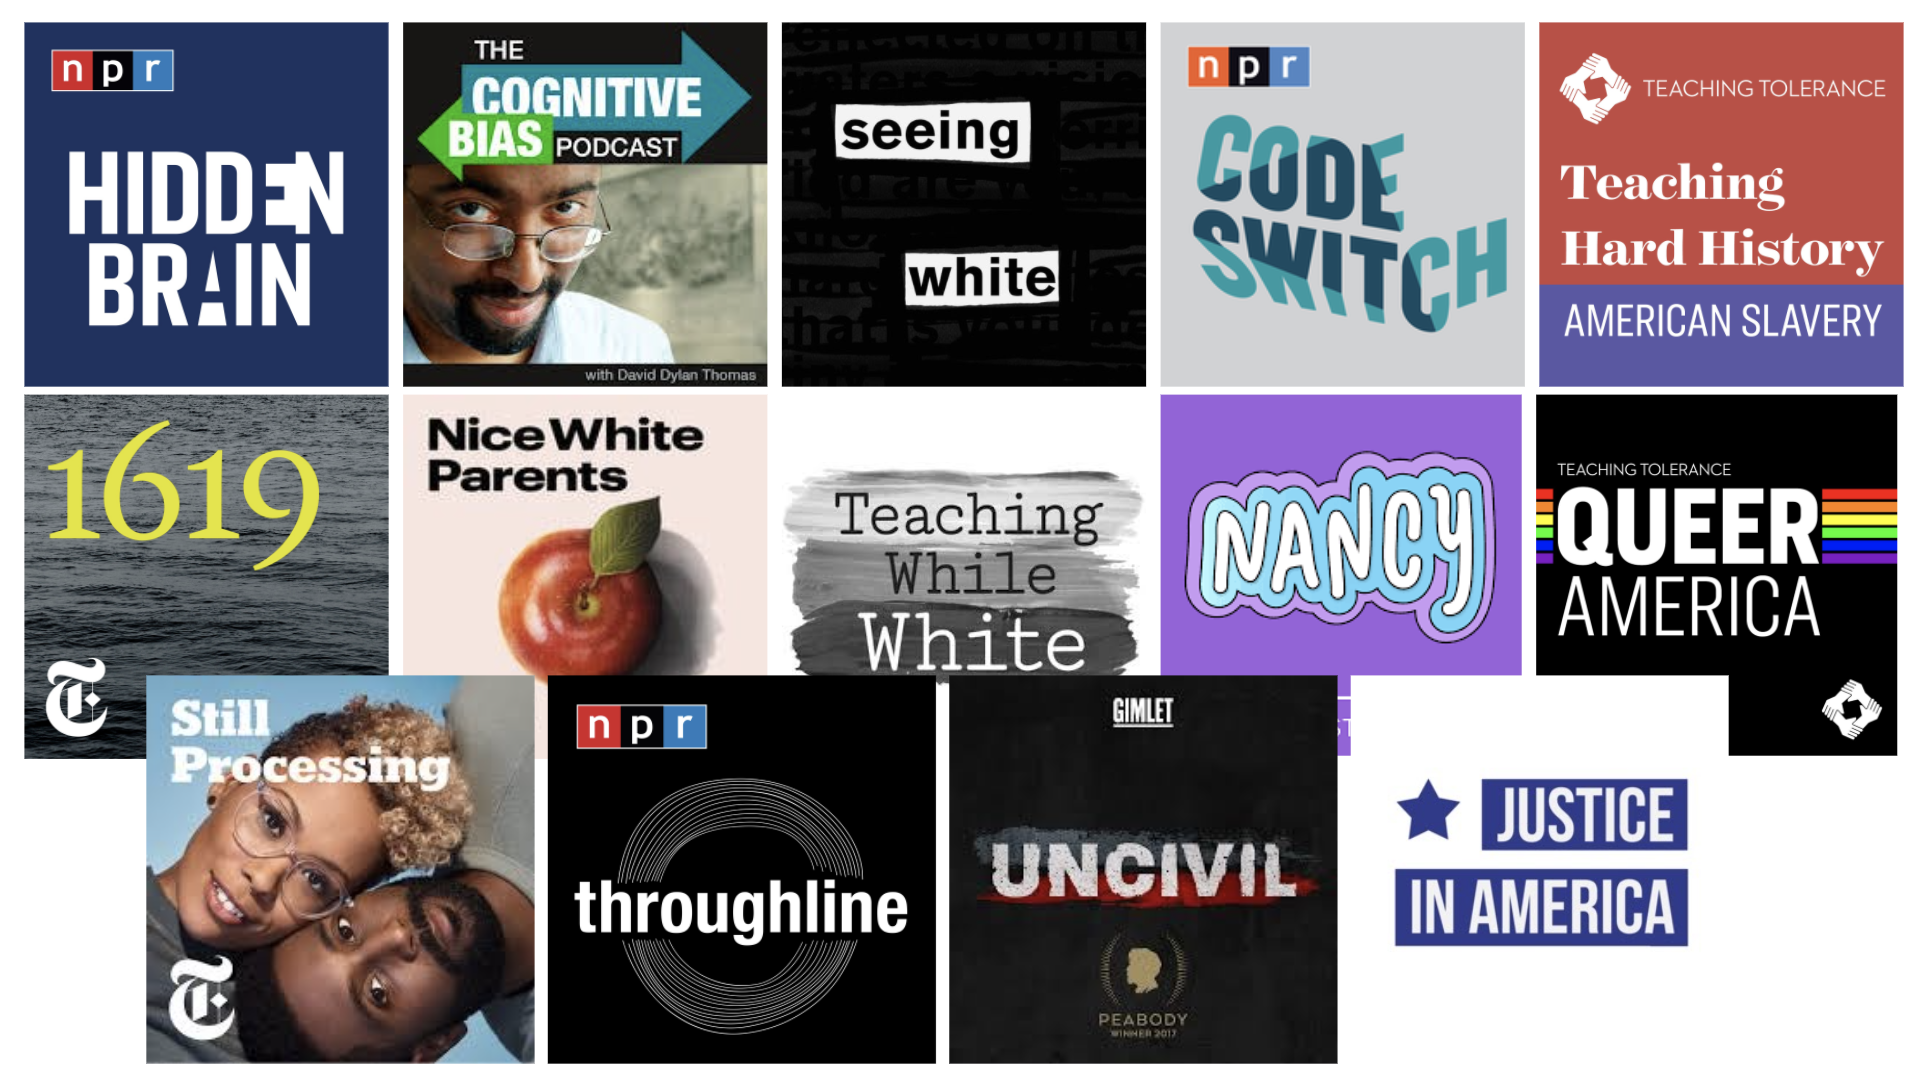 npr
HIDDEN
BRAIN
THE
COGNITIVE
BIAS PODCAST
with David Dylan Thomas
seeing
white
npr
CODE
SWITCH
TEACHING TOLERANCE
Teaching
Hard History
AMERICAN SLAVERY
1619
T
Nice White
Parents
Teaching
While
White
NANCY
TEACHING TOLERANCE
QUEER
AMERICA
Still
Processing
T
npr
throughline
GIMLET
UNCIVIL
PEABODY
WINNER 2017
JUSTICE
IN AMERICA